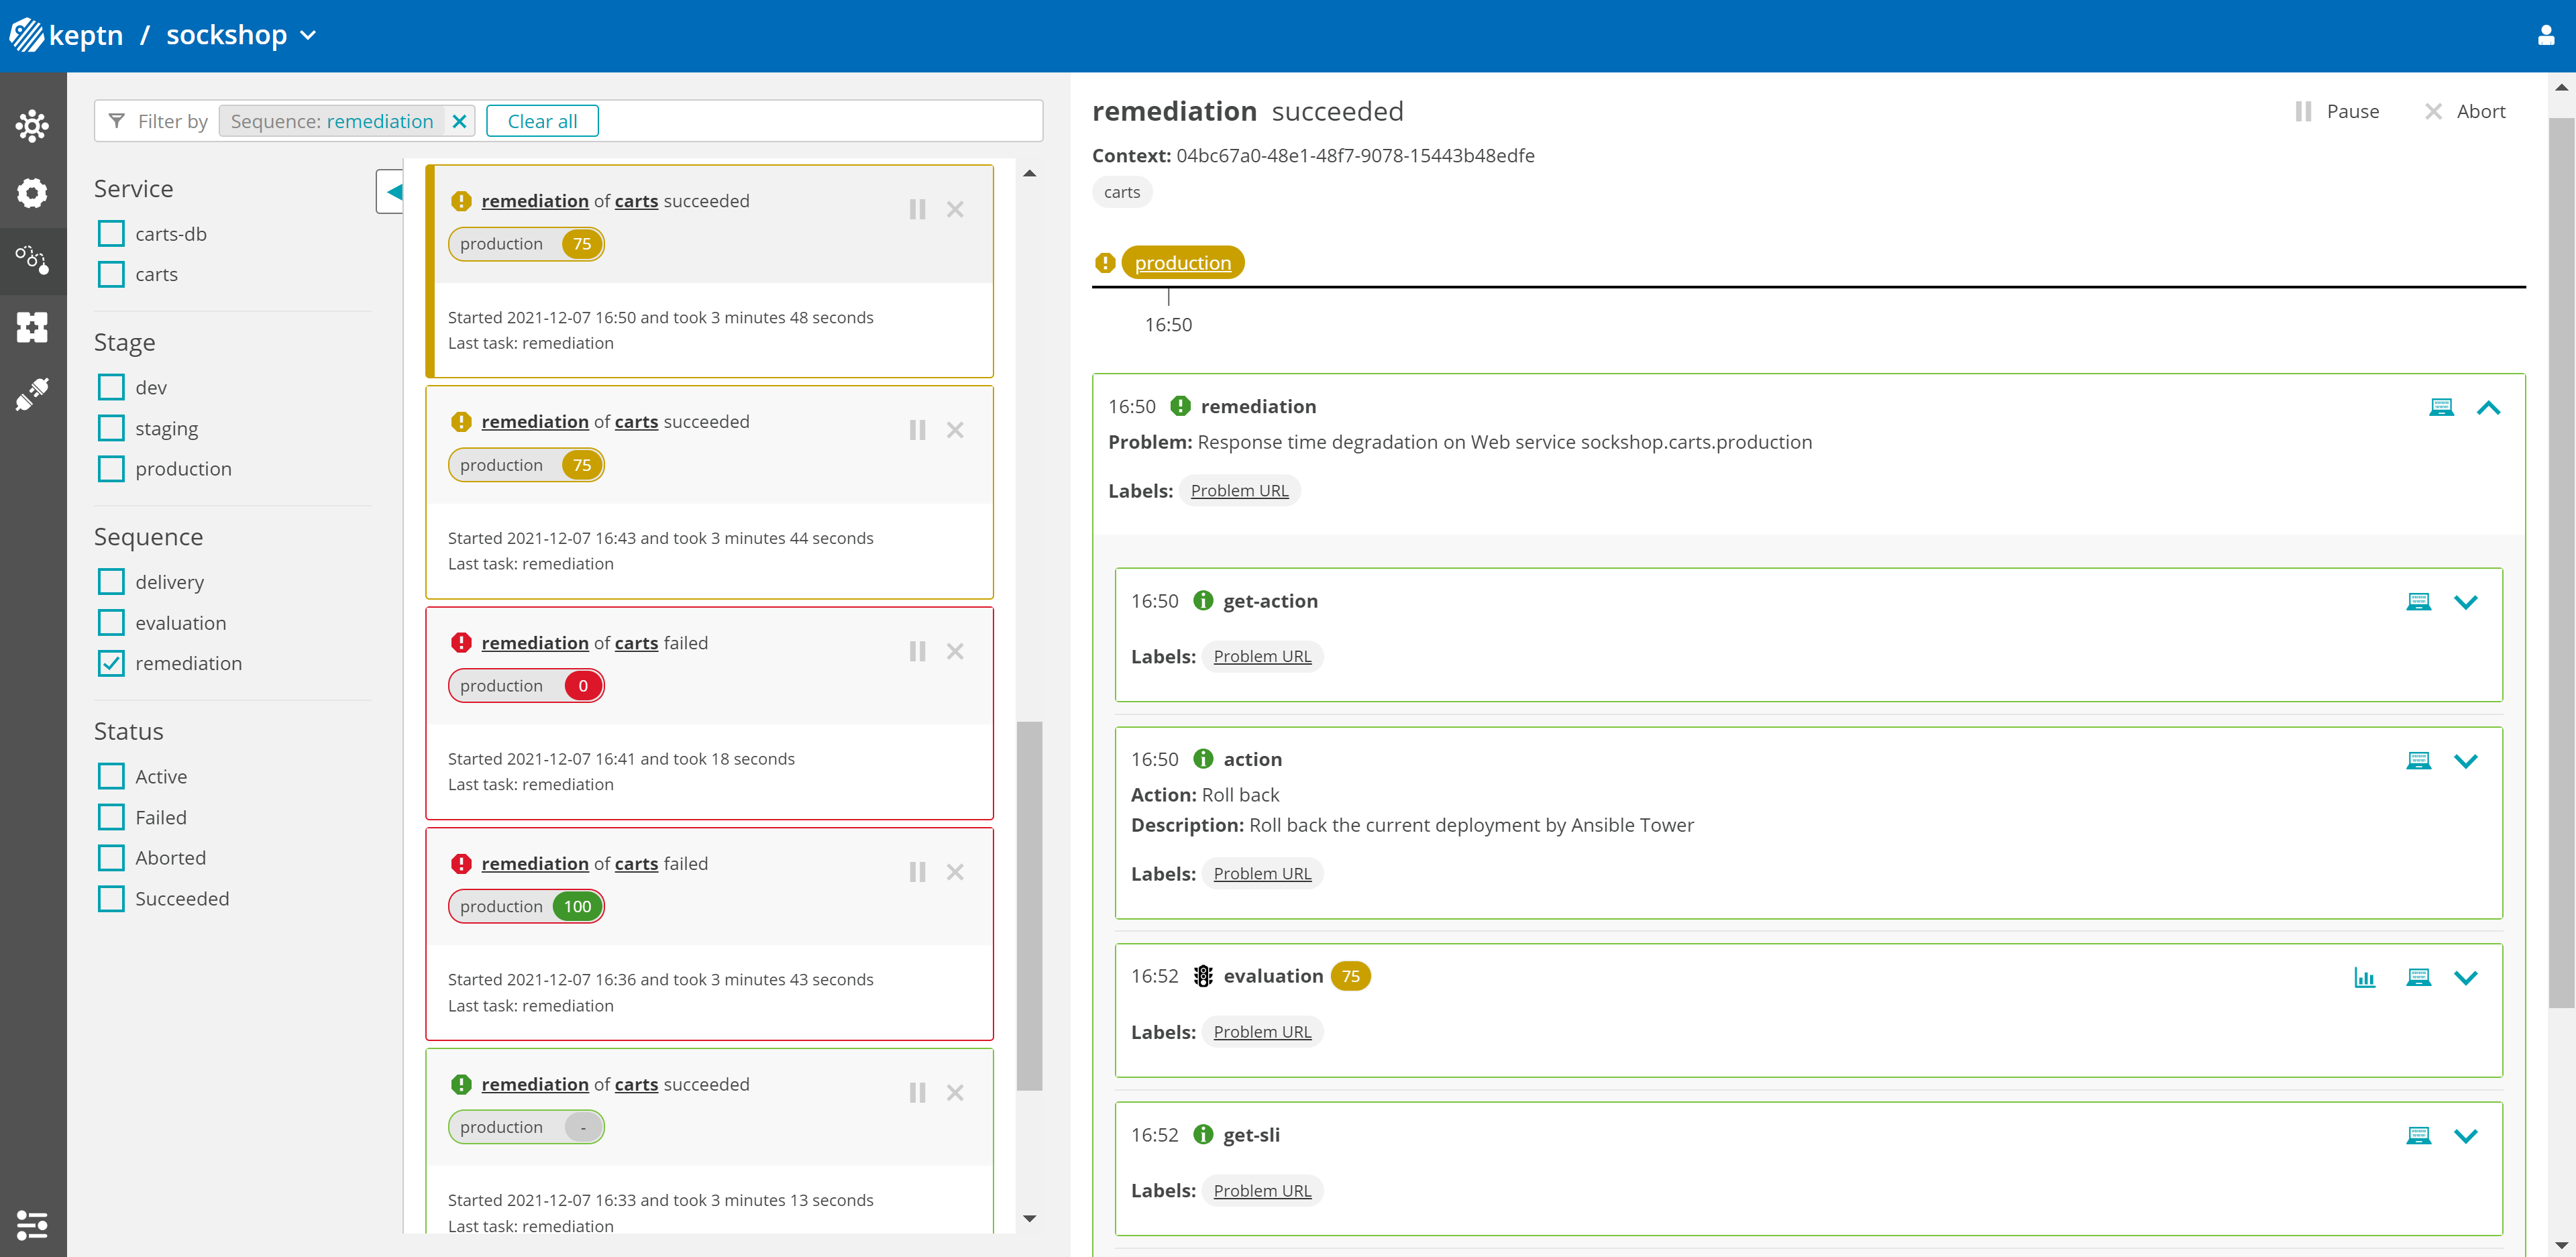 keptn / sockshop
Filter by Sequence: remediation Clear all
Service
carts-db
carts
Stage
dev
staging
production
Sequence
delivery
evaluation
remediation
Status
Active
Failed
Aborted
Succeeded
remediation of carts succeeded
production 75
Started 2021-12-07 16:50 and took 3 minutes 48 seconds
Last task: remediation
remediation of carts succeeded
production 75
Started 2021-12-07 16:43 and took 3 minutes 44 seconds
Last task: remediation
remediation of carts failed
production 0
Started 2021-12-07 16:41 and took 18 seconds
Last task: remediation
remediation of carts failed
production 100
Started 2021-12-07 16:36 and took 3 minutes 43 seconds
Last task: remediation
remediation of carts succeeded
production -
Started 2021-12-07 16:33 and took 3 minutes 13 seconds
Last task: remediation
remediation succeeded
Pause Abort
Context: 04bc67a0-48e1-48f7-9078-15443b48edfe
carts
production
16:50
16:50 remediation
Problem: Response time degradation on Web service sockshop.carts.production
Labels: Problem URL
16:50 get-action
Labels: Problem URL
16:50 action
Action: Roll back
Description: Roll back the current deployment by Ansible Tower
Labels: Problem URL
16:52 evaluation 75
Labels: Problem URL
16:52 get-sli
Labels: Problem URL